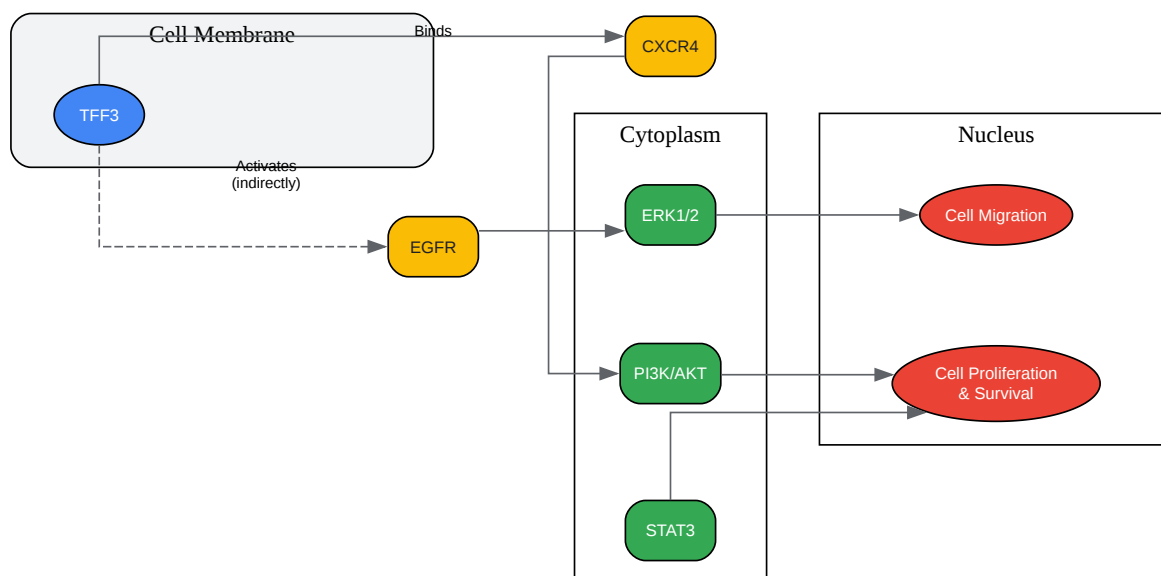 Cell Membrane
Binds
CXCR4
TFF3
Cytoplasm
Nucleus
Activates
(indirectly)
ERK1/2
Cell Migration
EGFR
PI3K/AKT
Cell Proliferation
& Survival
STAT3